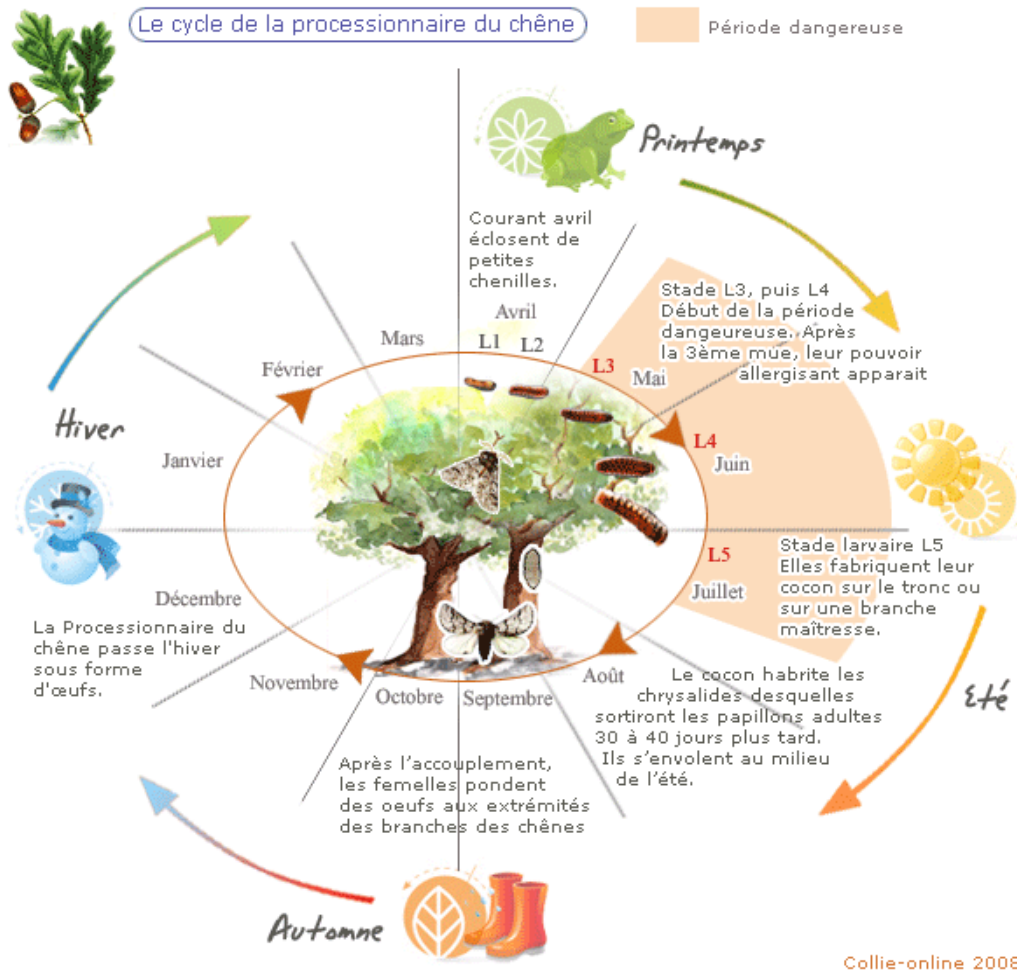 Le cycle de la processionnaire du chêne
Période dangereuse
Printemps
Courant avril
éclosent de
petites
chenilles.
Stade L3, puis L4
Début de la période
dangeureuse. Après
la 3ème mue, leur pouvoir
allergisant apparait
Avril
L1
L2
Mars
Février
L3
Mai
Hiver
Janvier
L4
Juin
L5
Juillet
Stade larvaire L5
Elles fabriquent leur
cocon sur le tronc ou
sur une branche
maîtresse.
Décembre
La Processionnaire du
chêne passe l'hiver
sous forme
d'œufs.
Novembre
Octobre
Septembre
Août
Le cocon habrite les
chrysalides desquelles
sortiront les papillons adultes
30 à 40 jours plus tard.
Ils s’envolent au milieu
de l’été.
Eté
Après l’accouplement,
les femelles pondent
des oeufs aux extrémités
des branches des chênes
Automne
Collie-online 2008